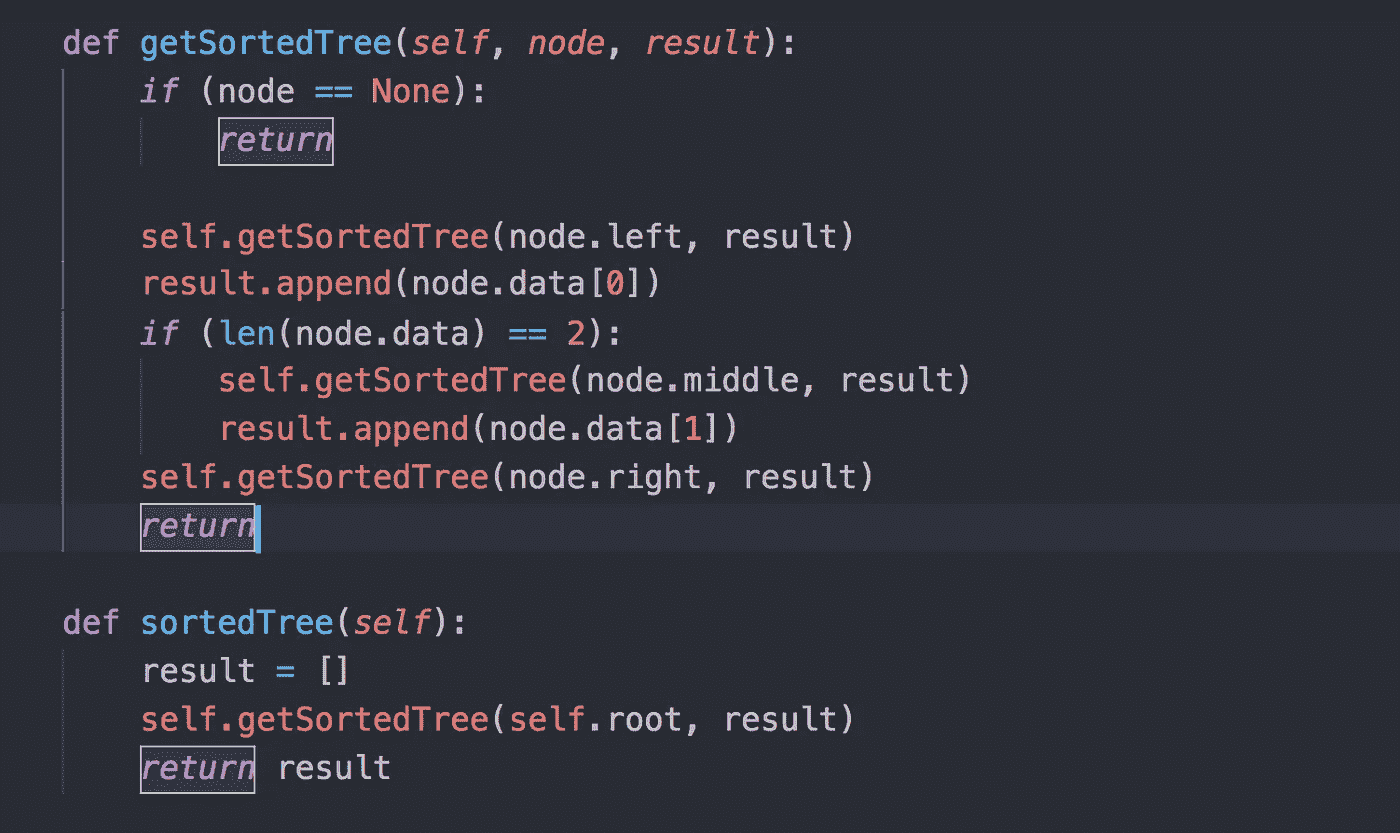 def getSortedTree(self, node, result):
    if (node == None):
        return

    self.getSortedTree(node.left, result)
    result.append(node.data[0])
    if (len(node.data) == 2):
        self.getSortedTree(node.middle, result)
        result.append(node.data[1])
    self.getSortedTree(node.right, result)
    return

def sortedTree(self):
    result = []
    self.getSortedTree(self.root, result)
    return result